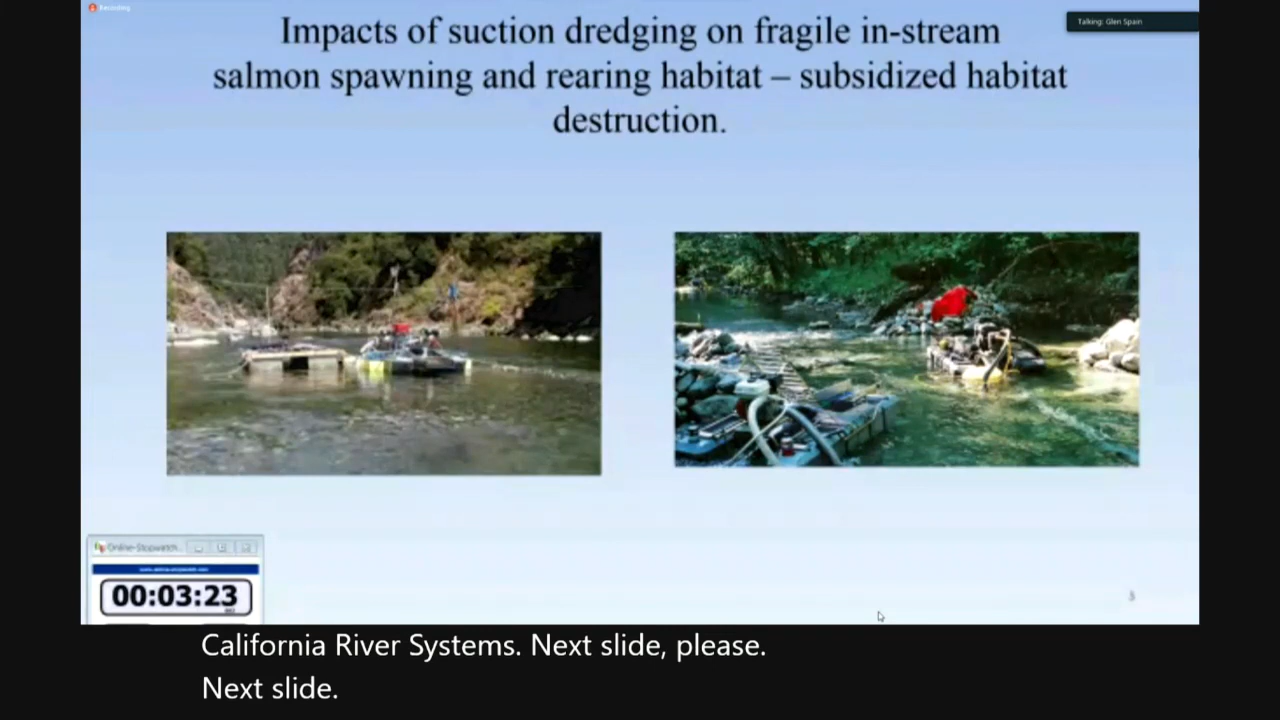 Recording
Talking: Glen Spain
Impacts of suction dredging on fragile in-stream
salmon spawning and rearing habitat – subsidized habitat
destruction.
Online-Stopwatch...
00:03:23
3
California River Systems. Next slide, please.
Next slide.